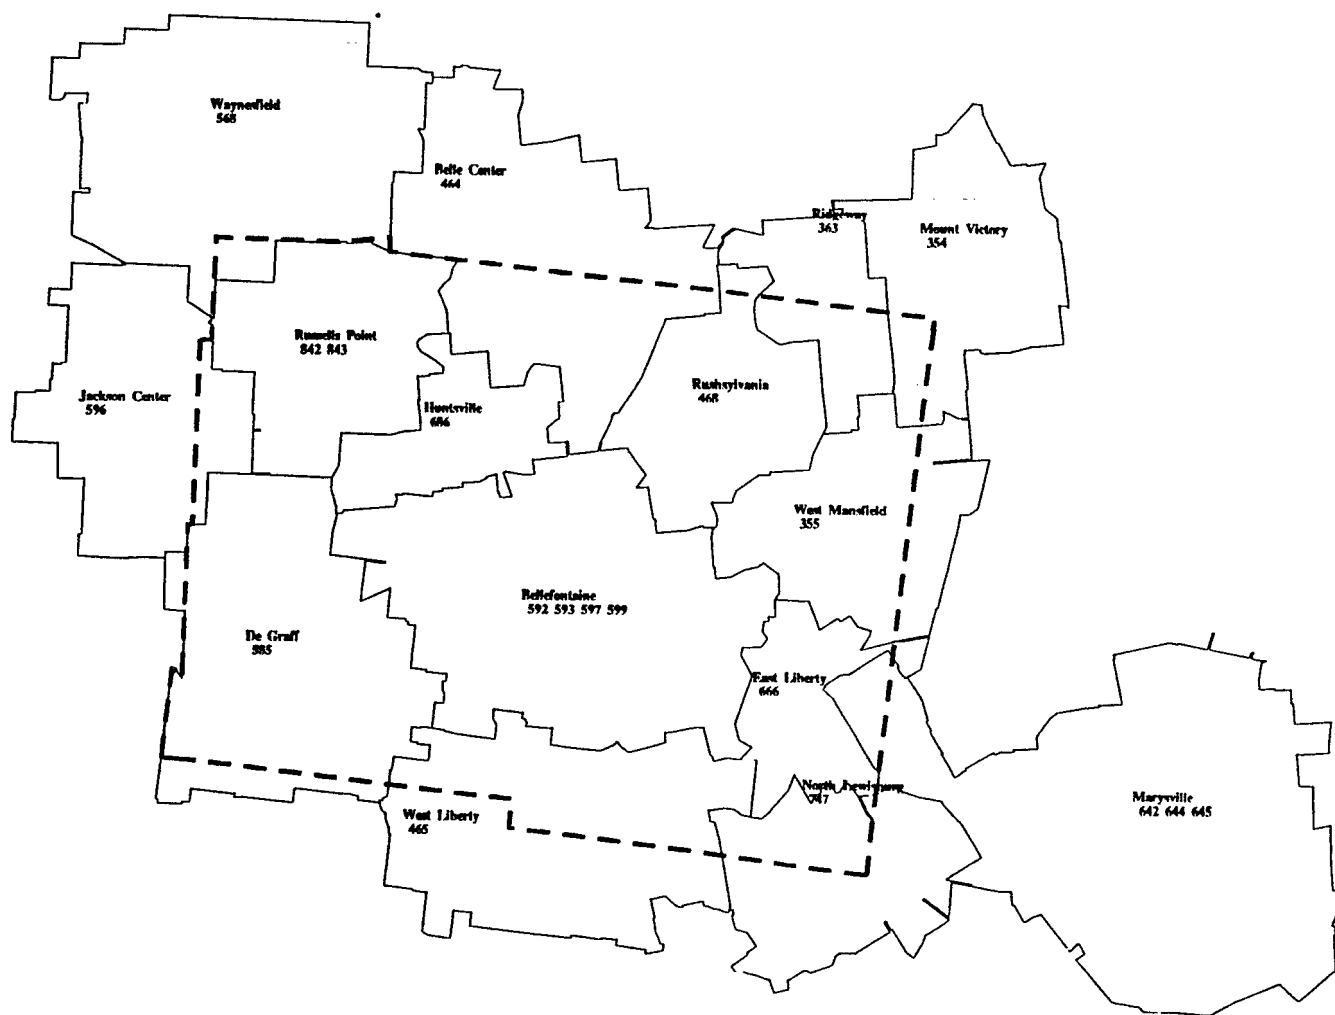 Waynesfield
568
Belle Center
464
Ridgeway
363
Mount Victory
354
Russells Point
842 843
Jackson Center
596
Huntsville
686
Rushsylvania
468
West Mansfield
355
Bellefontaine
592 593 597 599
De Graff
585
East Liberty
666
North Lewisburg
747
West Liberty
465
Marysville
642 644 645